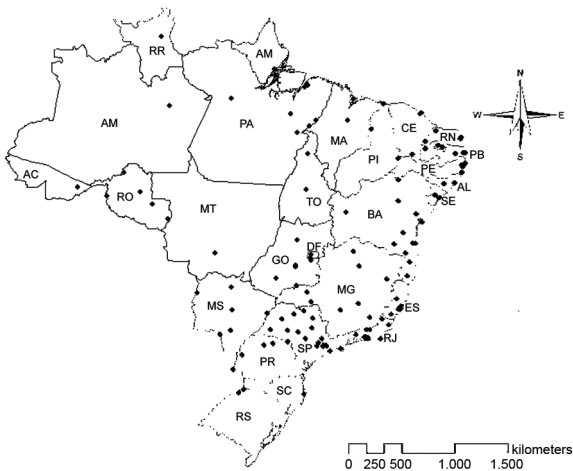 RR
AM
N
AM
PA
W
E
CE
RN
MA
S
PB
PI
PE
AC
AL
RO
TO
SE
MT
BA
DF
GO
MG
MS
ES
SP
RJ
PR
SC
RS
kilometers
0 250 500 1.000 1.500